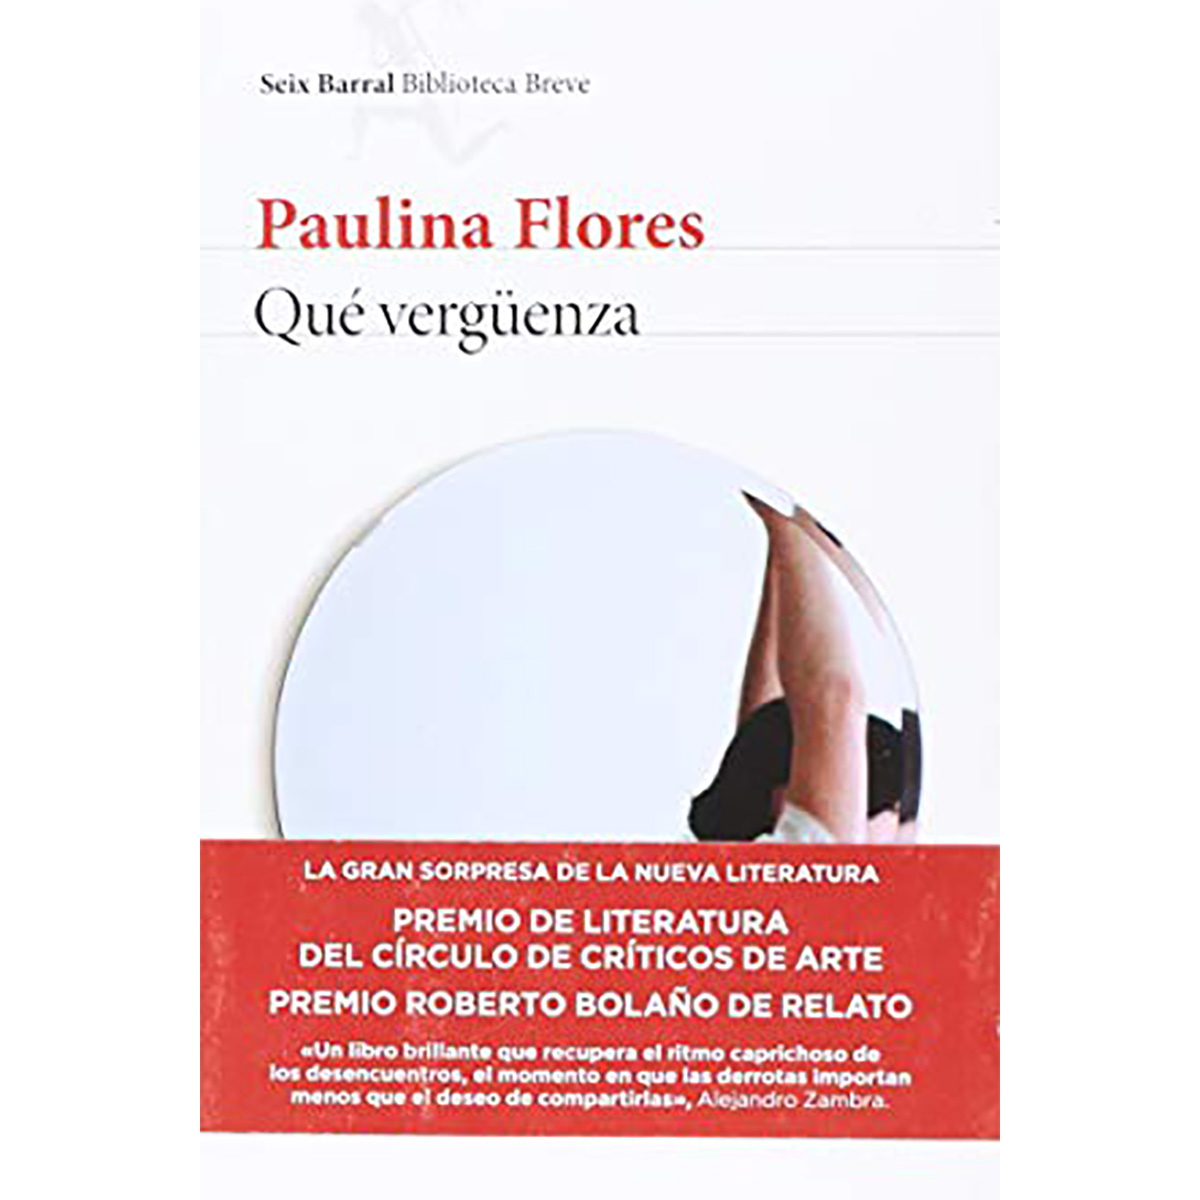 Seix Barral Biblioteca Breve
Paulina Flores
Qué vergüenza
LA GRAN SORPRESA DE LA NUEVA LITERATURA
PREMIO DE LITERATURA
DEL CÍRCULO DE CRÍTICOS DE ARTE
PREMIO ROBERTO BOLAÑO DE RELATO
«Un libro brillante que recupera el ritmo caprichoso de
los desencuentros, el momento en que las derrotas importan
menos que el deseo de compartirlas», Alejandro Zambra.